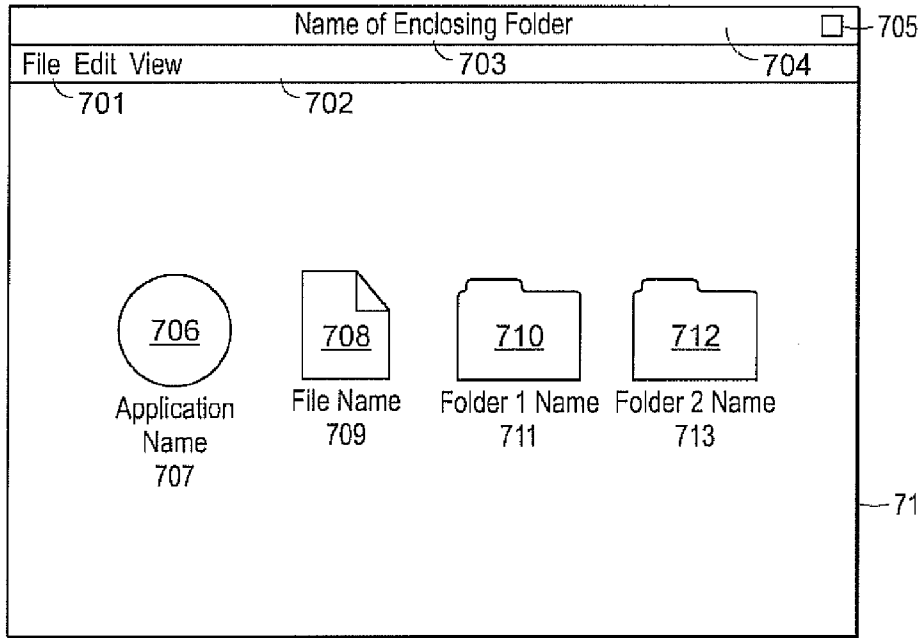 Name of Enclosing Folder
705
File Edit View
703
704
701
702
706
708
710
712
Application
Name
707
File Name
709
Folder 1 Name
711
Folder 2 Name
713
71